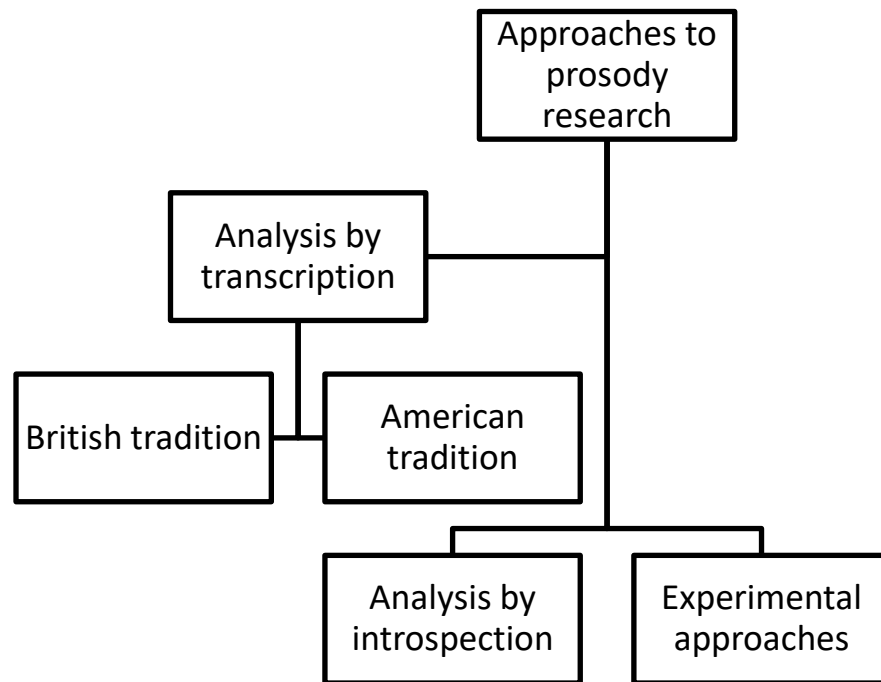 Approaches to
prosody
research
Analysis by
transcription
British tradition
American
tradition
Analysis by
introspection
Experimental
approaches